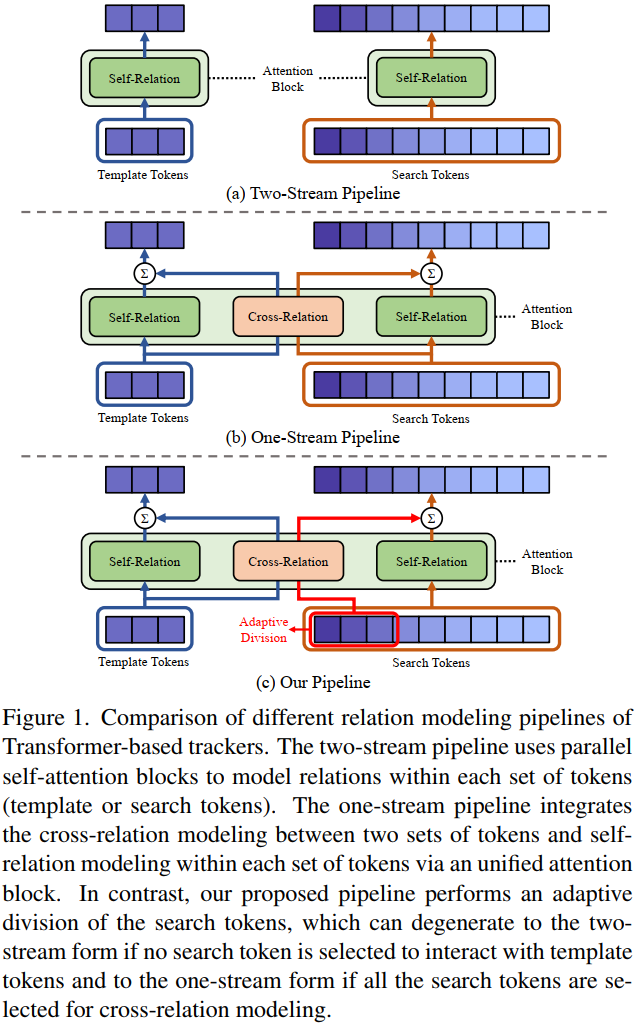 Self-Relation
Attention
Block
Self-Relation
Template Tokens
Search Tokens
(a) Two-Stream Pipeline
Σ
Σ
Self-Relation
Cross-Relation
Self-Relation
Attention
Block
Template Tokens
Search Tokens
(b) One-Stream Pipeline
Σ
Σ
Self-Relation
Cross-Relation
Self-Relation
Attention
Block
Adaptive
Division
Template Tokens
Search Tokens
(c) Our Pipeline
Figure 1. Comparison of different relation modeling pipelines of
Transformer-based trackers. The two-stream pipeline uses parallel
self-attention blocks to model relations within each set of tokens
(template or search tokens). The one-stream pipeline integrates
the cross-relation modeling between two sets of tokens and self-
relation modeling within each set of tokens via an unified attention
block. In contrast, our proposed pipeline performs an adaptive
division of the search tokens, which can degenerate to the two-
stream form if no search token is selected to interact with template
tokens and to the one-stream form if all the search tokens are se-
lected for cross-relation modeling.